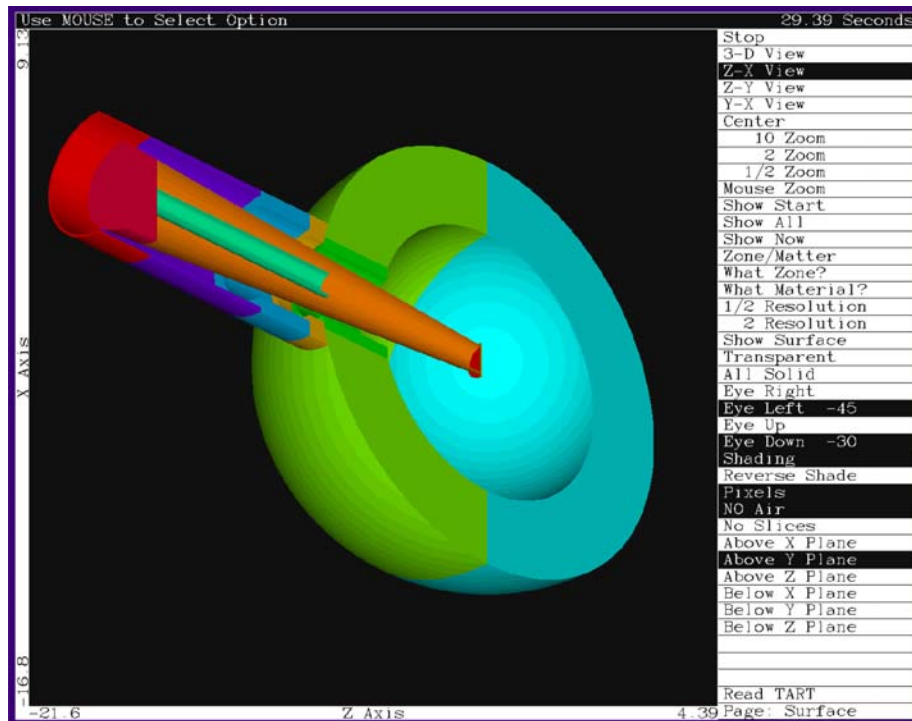 Use MOUSE to Select Option 29.39 Seconds
9.13
X Axis
-16.8
-21.6 Z Axis 4.39
Stop
3-D View
Z-X View
Z-Y View
Y-X View
Center
10 Zoom
2 Zoom
1/2 Zoom
Mouse Zoom
Show Start
Show All
Show Now
Zone/Matter
What Zone?
What Material?
1/2 Resolution
2 Resolution
Show Surface
Transparent
All Solid
Eye Right
Eye Left -45
Eye Up
Eye Down -30
Shading
Reverse Shade
Pixels
NO Air
No Slices
Above X Plane
Above Y Plane
Above Z Plane
Below X Plane
Below Y Plane
Below Z Plane
Read TART
Page: Surface